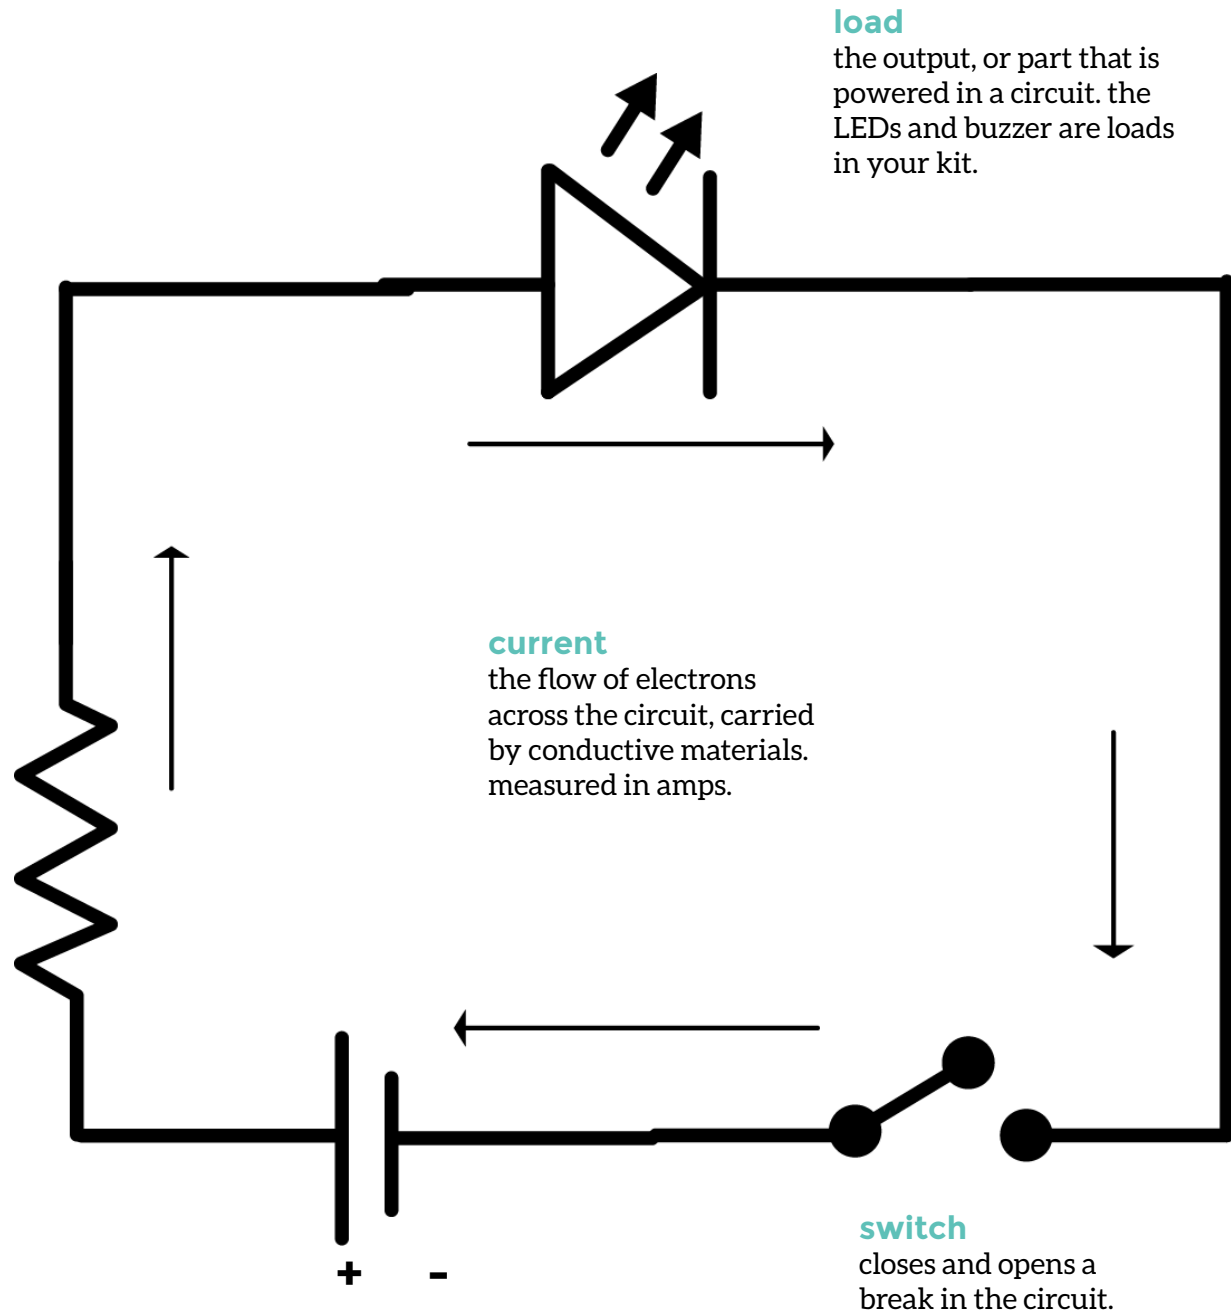 load
the output, or part that is
powered in a circuit. the
LEDs and buzzer are loads
in your kit.
current
the flow of electrons
across the circuit, carried
by conductive materials.
measured in amps.
+ -
switch
closes and opens a
break in the circuit.